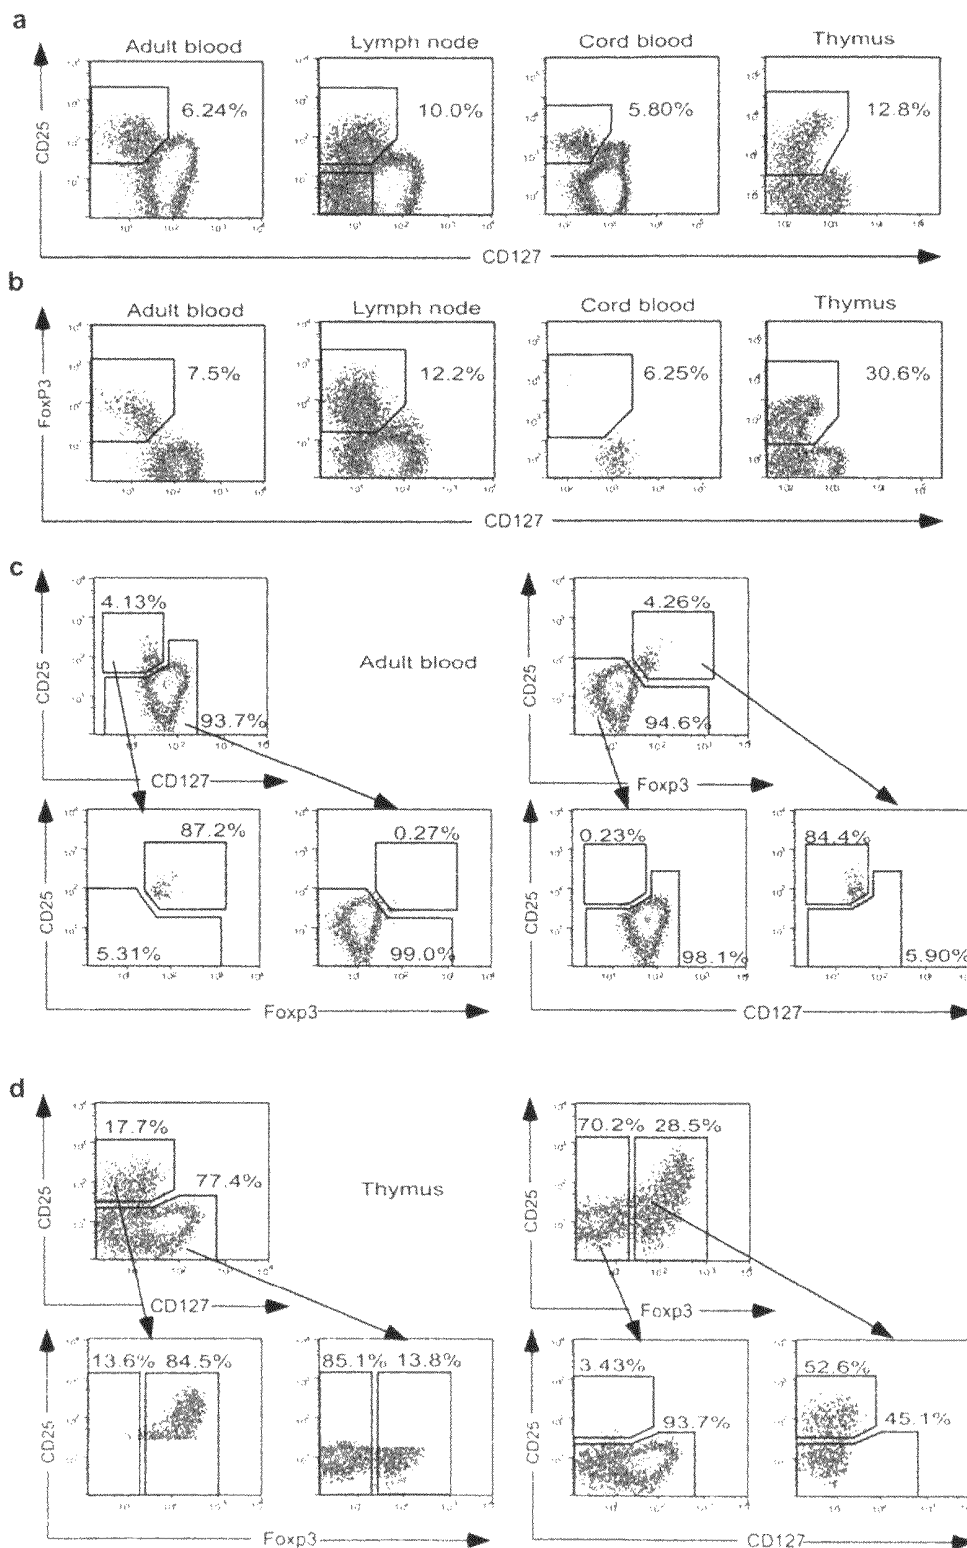 a
Adult blood Lymph node Cord blood Thymus
CD25
6.24% 10.0% 5.80% 12.8%
CD127
b
Adult blood Lymph node Cord blood Thymus
FoxP3
7.5% 12.2% 6.25% 30.6%
CD127
c
4.13% 4.26%
CD25 Adult blood CD25
93.7% 94.6%
CD127 Foxp3
87.2% 0.27% 0.23% 84.4%
CD25 CD25
5.31% 99.0% 98.1% 5.90%
Foxp3 CD127
d
17.7% 70.2% 28.5%
77.4%
CD25 Thymus CD25
CD127 Foxp3
13.6% 84.5% 85.1% 13.8% 3.43% 52.6%
93.7% 45.1%
CD25 CD25
Foxp3 CD127